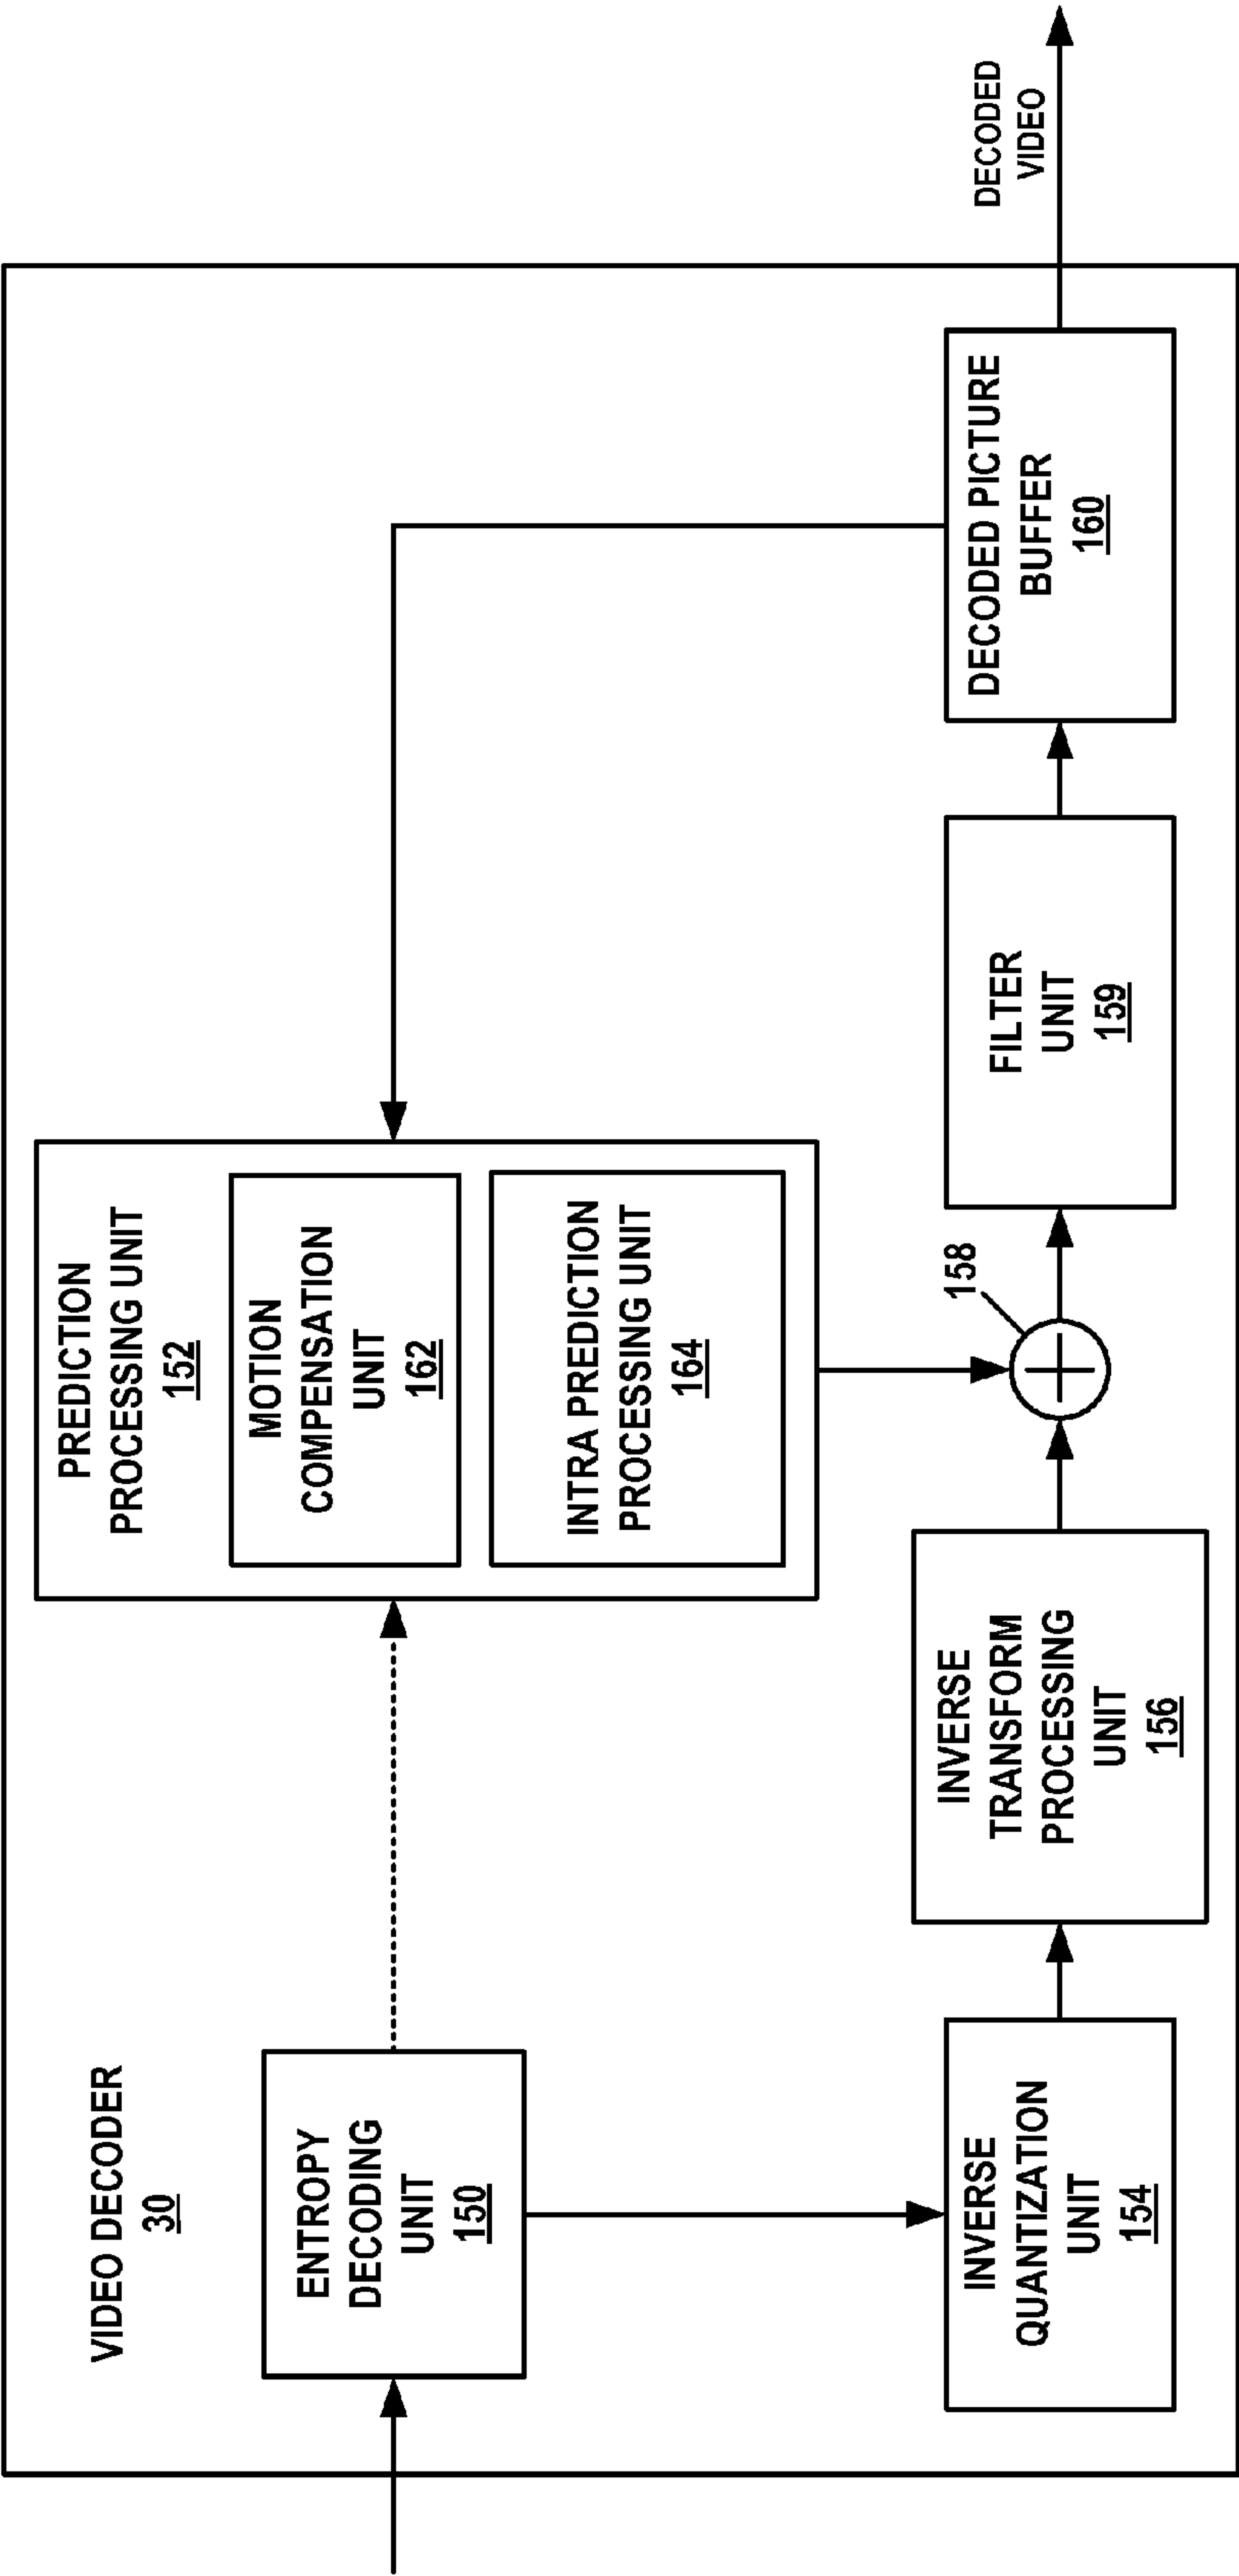 VIDEO DECODER
30
ENTROPY
DECODING
UNIT
150
PREDICTION
PROCESSING UNIT
152
MOTION
COMPENSATION
UNIT
162
INTRA PREDICTION
PROCESSING UNIT
164
INVERSE
QUANTIZATION
UNIT
154
INVERSE
TRANSFORM
PROCESSING
UNIT
156
158
FILTER
UNIT
159
DECODED PICTURE
BUFFER
160
DECODED
VIDEO